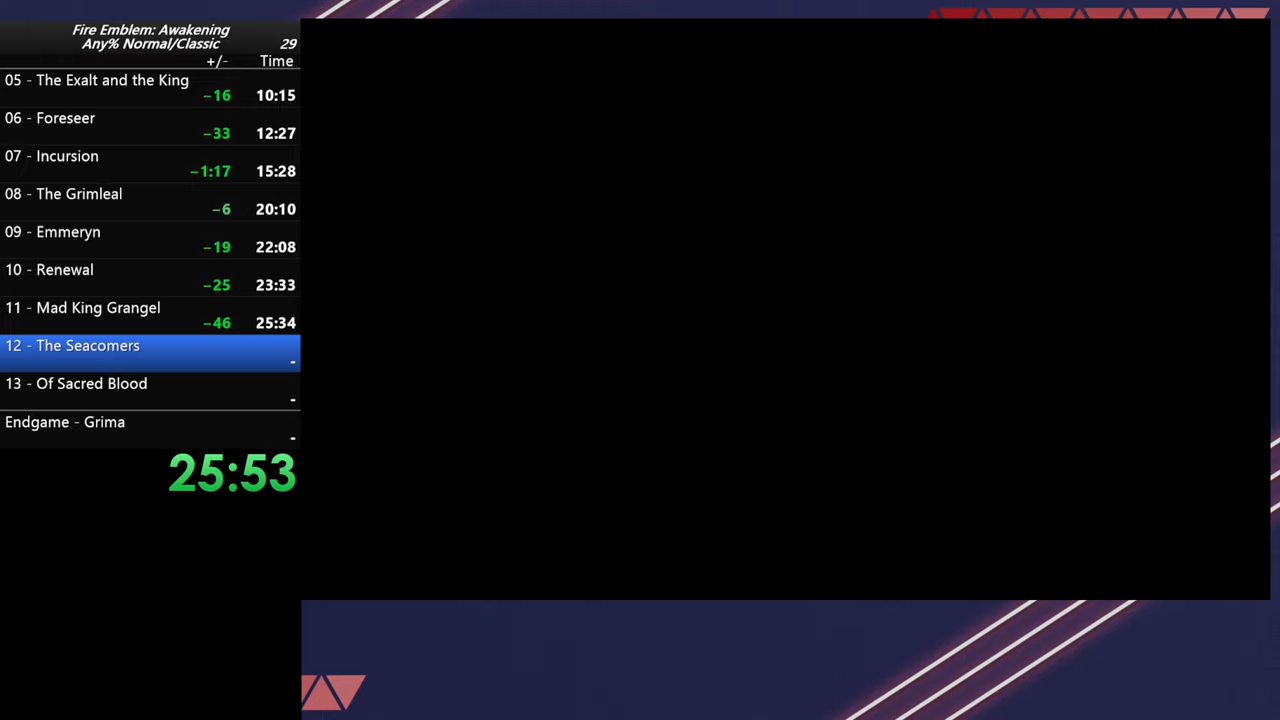 Fire Emblem: Awakening
Any% Normal/Classic 29
+/- Time
05 - The Exalt and the King
-16 10:15
06 - Foreseer
-33 12:27
07 - Incursion
-1:17 15:28
08 - The Grimleal
-6 20:10
09 - Emmeryn
-19 22:08
10 - Renewal
-25 23:33
11 - Mad King Grangel
-46 25:34
12 - The Seacomers
-
13 - Of Sacred Blood
-
Endgame - Grima
-
25:53